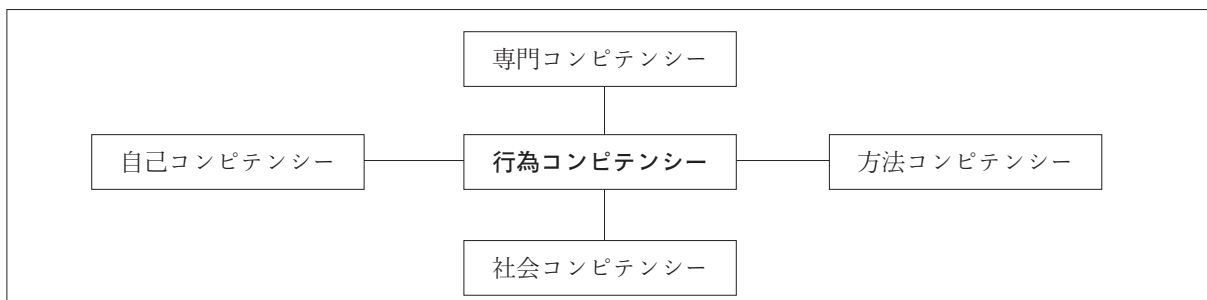 専門コンピテンシー
自己コンピテンシー
行為コンピテンシー
方法コンピテンシー
社会コンピテンシー